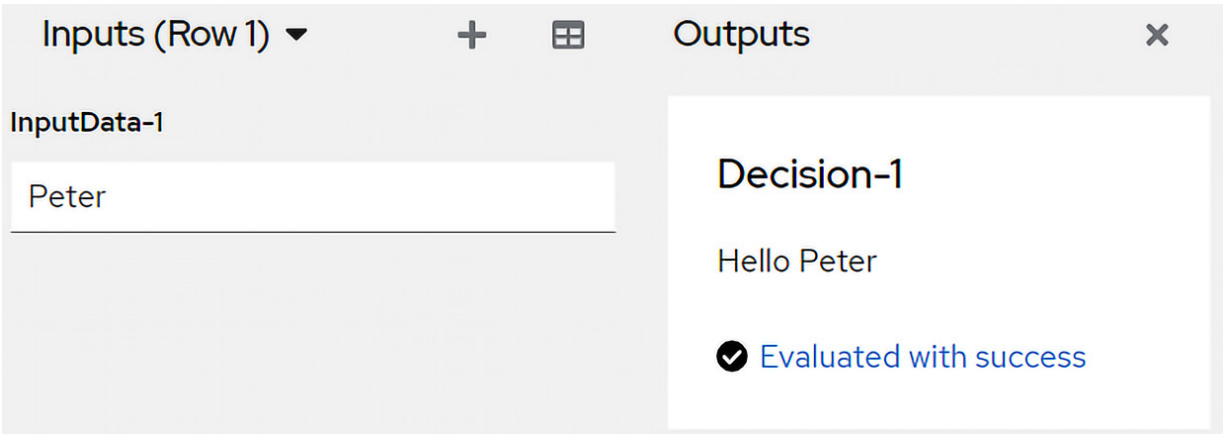 Inputs (Row 1)
InputData-1
Peter
Outputs
Decision-1
Hello Peter
Evaluated with success